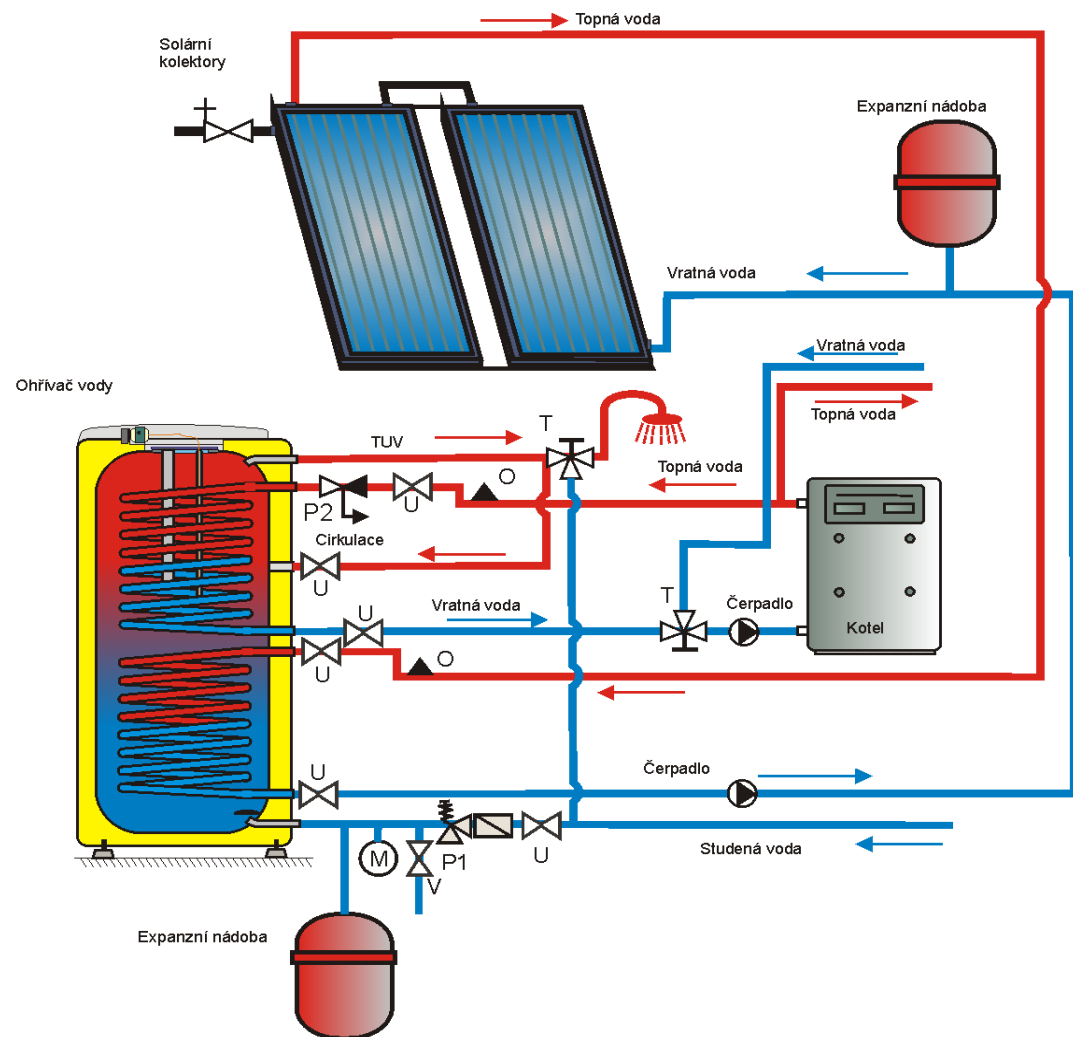 Topná voda
Solární
kolektory
Expanzní nádoba
Vratná voda
Vratná voda
Ohřívač vody
T
Topná voda
TUV
Topná voda
O
P2
U
Cirkulace
U
U
Vratná voda
T
Čerpadlo
Kotel
O
U
U
Čerpadlo
M
P1
U
Studená voda
V
Expanzní nádoba